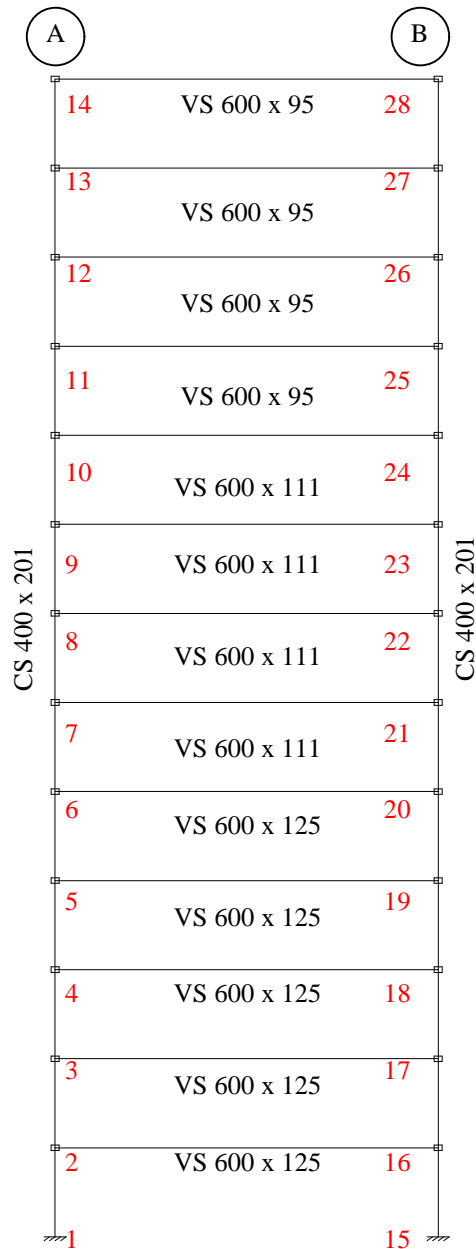 A B
14 VS 600 x 95 28
13 VS 600 x 95 27
12 VS 600 x 95 26
11 VS 600 x 95 25
10 VS 600 x 111 24
9 VS 600 x 111 23
8 VS 600 x 111 22
7 VS 600 x 111 21
6 VS 600 x 125 20
5 VS 600 x 125 19
4 VS 600 x 125 18
3 VS 600 x 125 17
2 VS 600 x 125 16
1 15
CS 400 x 201
CS 400 x 201